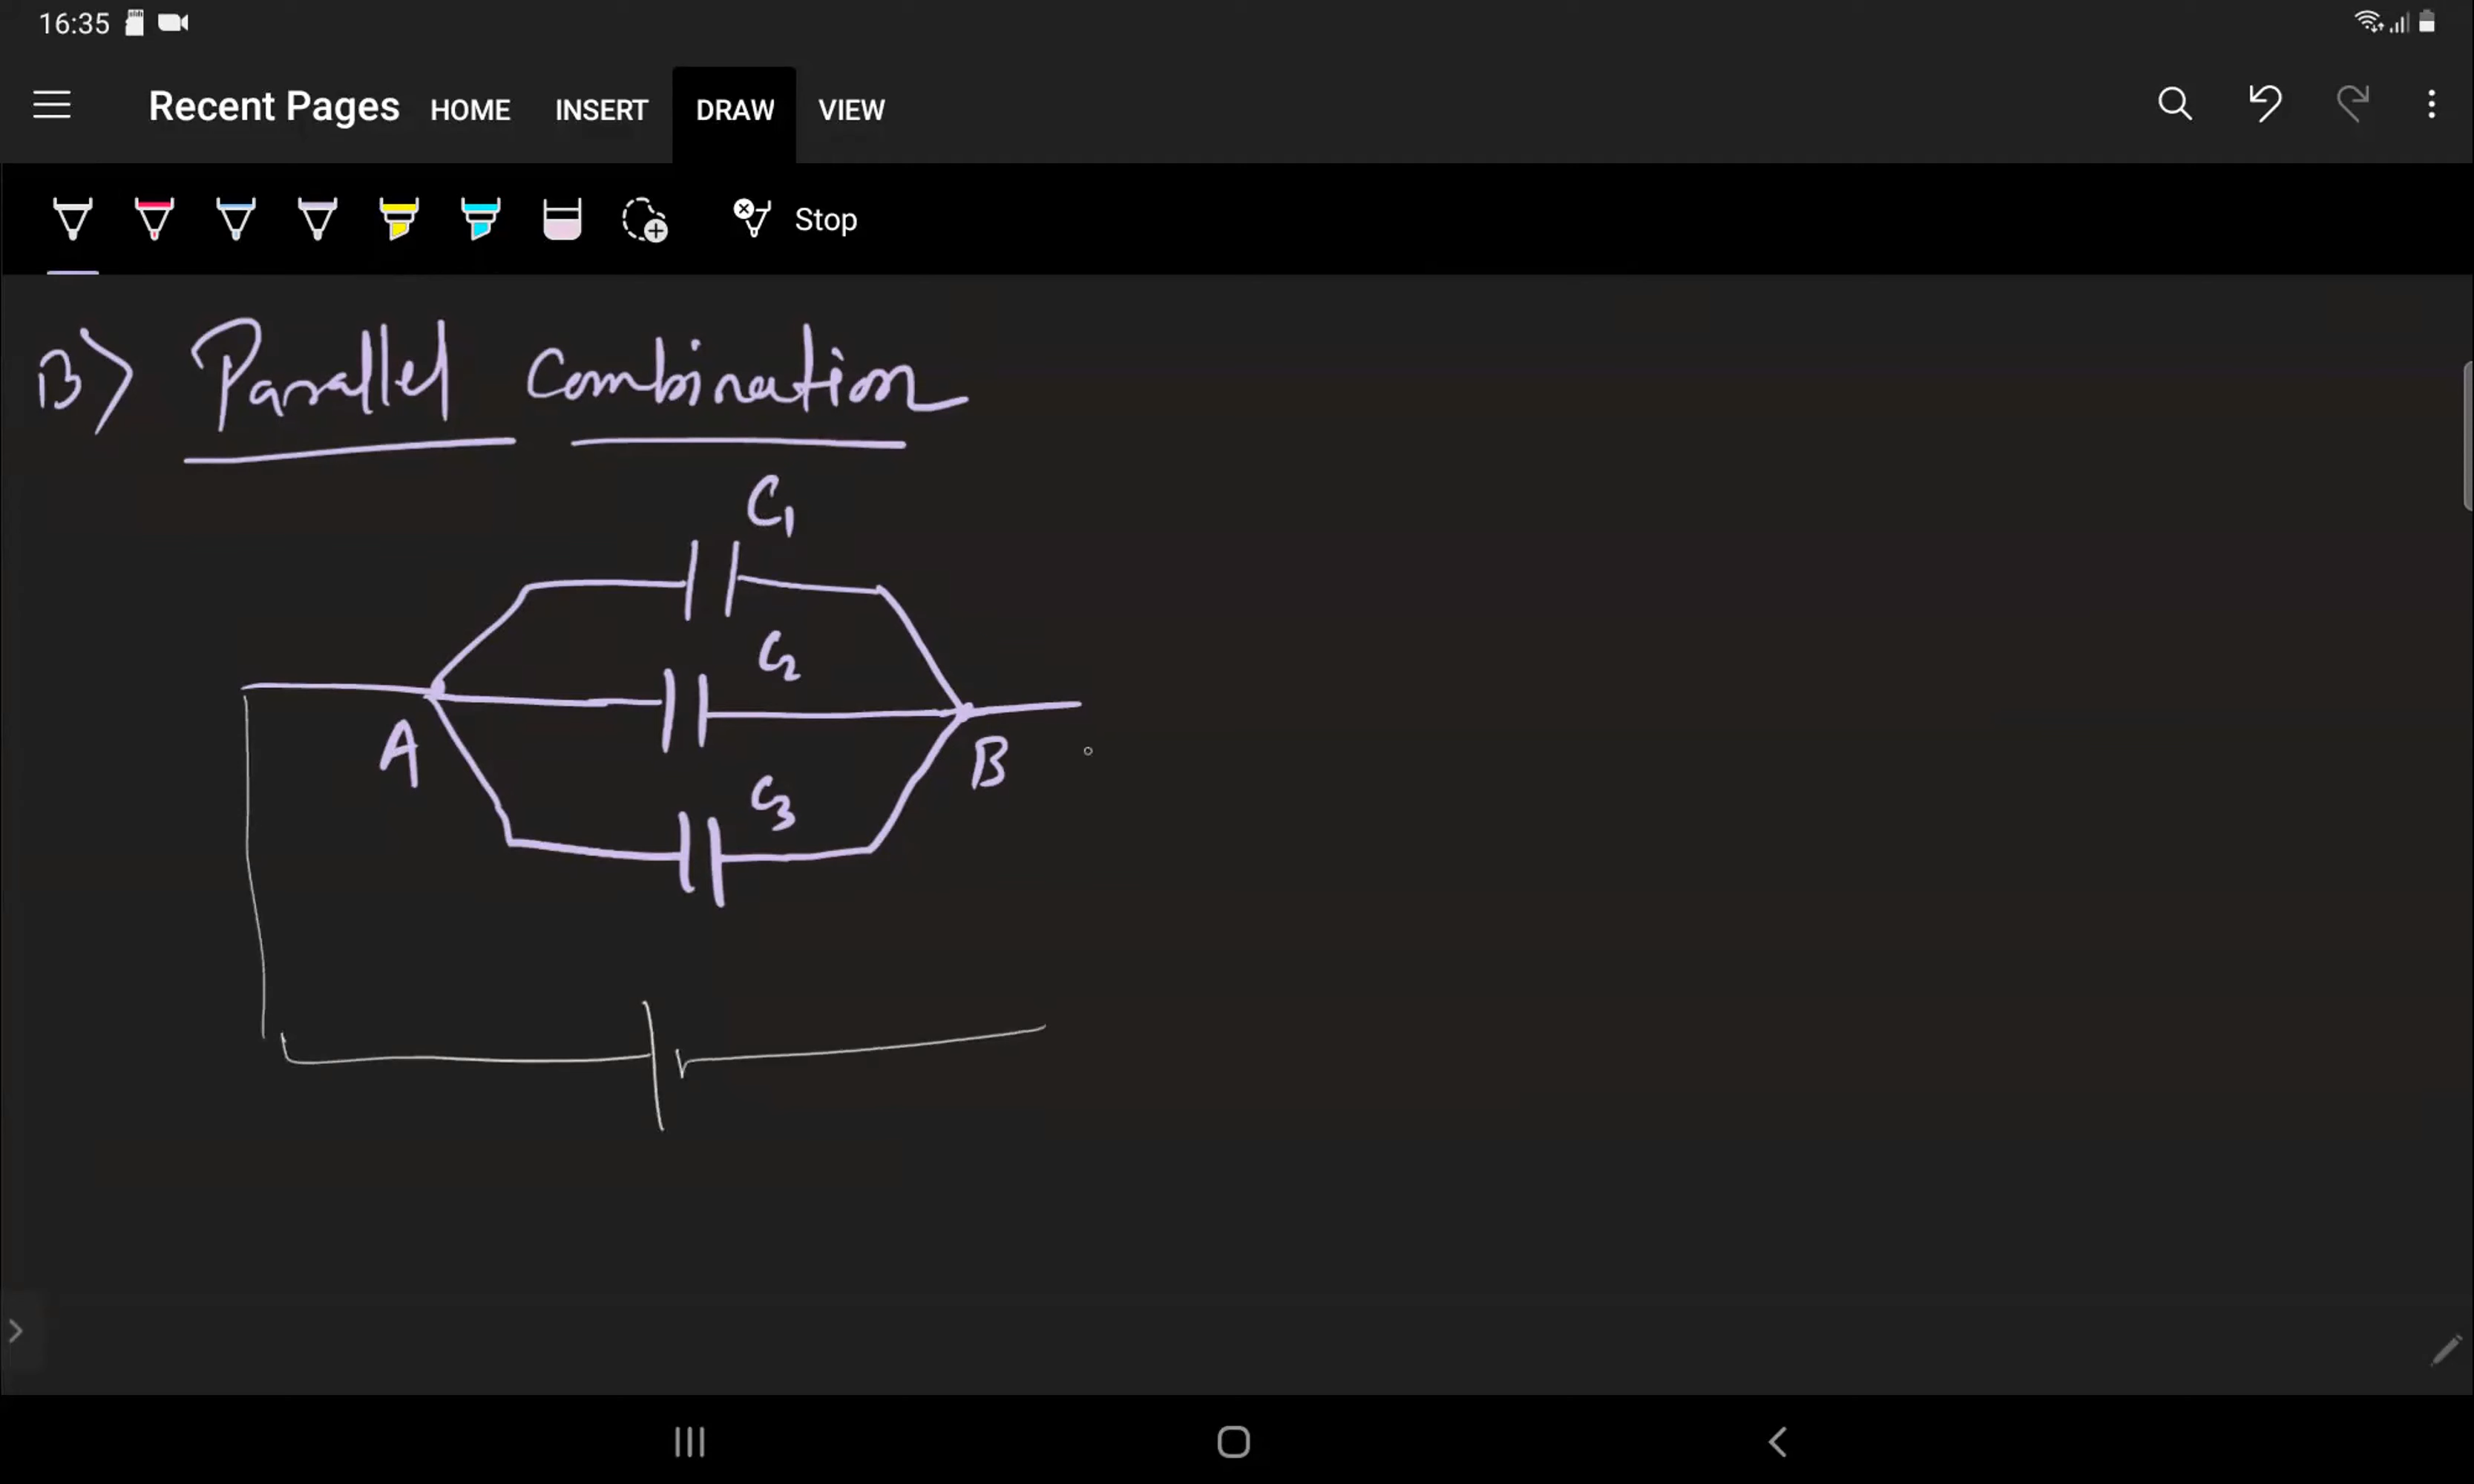 16:35
Recent Pages HOME INSERT DRAW VIEW
Stop
B) Parallel Combination
C1
C2
A
B
C3